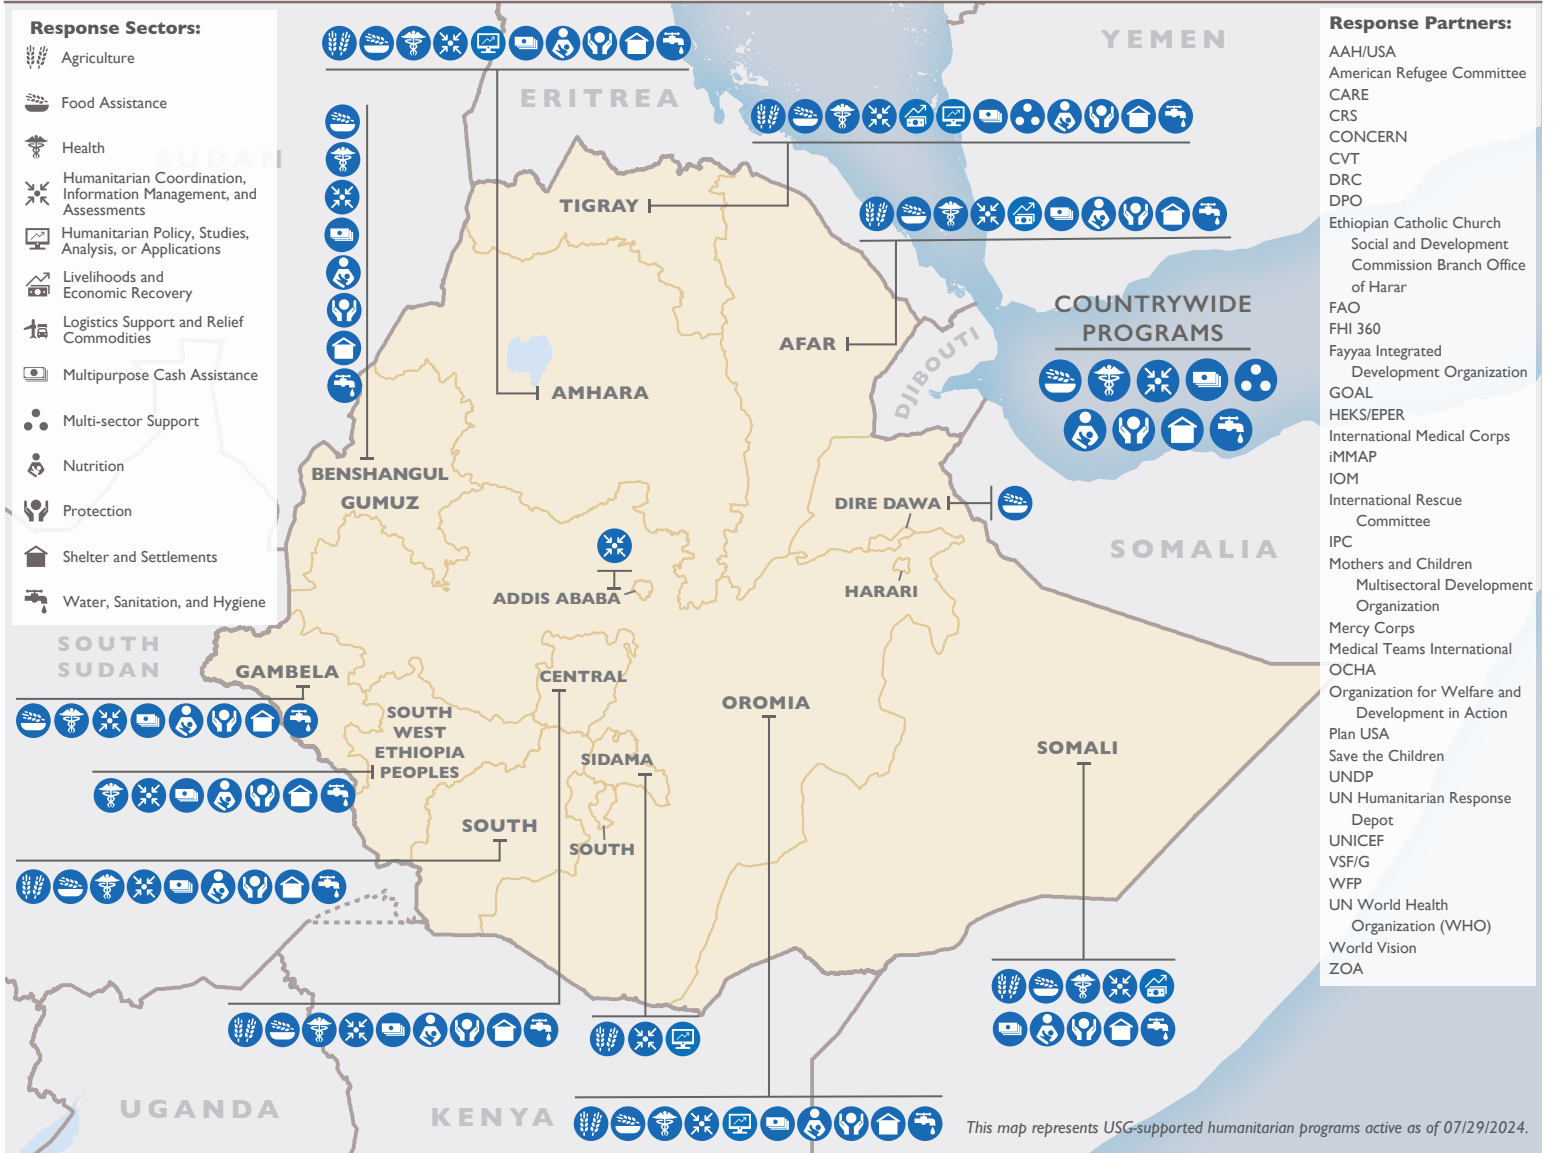 Response Sectors:
Agriculture
Food Assistance
Health
Humanitarian Coordination,
Information Management, and
Assessments
Humanitarian Policy, Studies,
Analysis, or Applications
Livelihoods and
Economic Recovery
Logistics Support and Relief
Commodities
Multipurpose Cash Assistance
Multi-sector Support
Nutrition
Protection
Shelter and Settlements
Water, Sanitation, and Hygiene
SUDAN
ERITREA
YEMEN
TIGRAY
AFAR
DJIBOUTI
COUNTRYWIDE
PROGRAMS
AMHARA
BENSHANGUL
GUMUZ
DIRE DAWA
SOMALIA
ADDIS ABABA
HARARI
SOUTH
SUDAN
GAMBELA
CENTRAL
OROMIA
SOUTH
WEST
ETHIOPIA
PEOPLES
SIDAMA
SOMALI
SOUTH
SOUTH
UGANDA
KENYA
Response Partners:
AAH/USA
American Refugee Committee
CARE
CRS
CONCERN
CVT
DRC
DPO
Ethiopian Catholic Church
Social and Development
Commission Branch Office
of Harar
FAO
FHI 360
Fayyaa Integrated
Development Organization
GOAL
HEKS/EPER
International Medical Corps
iMMAP
IOM
International Rescue
Committee
IPC
Mothers and Children
Multisectoral Development
Organization
Mercy Corps
Medical Teams International
OCHA
Organization for Welfare and
Development in Action
Plan USA
Save the Children
UNDP
UN Humanitarian Response
Depot
UNICEF
VSF/G
WFP
UN World Health
Organization (WHO)
World Vision
ZOA
This map represents USG-supported humanitarian programs active as of 07/29/2024.